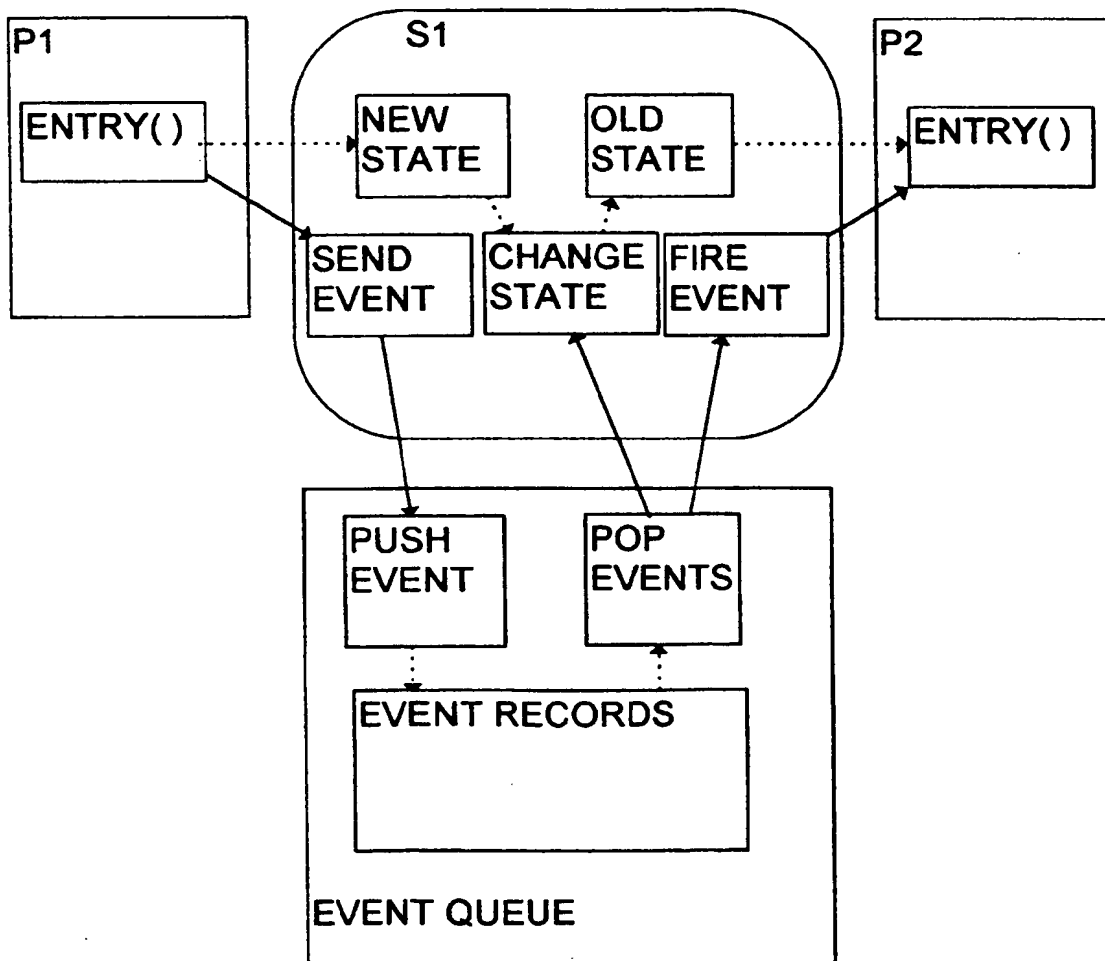 P1
S1
P2
ENTRY( )
NEW
STATE
OLD
STATE
ENTRY( )
SEND
EVENT
CHANGE
STATE
FIRE
EVENT
PUSH
EVENT
POP
EVENTS
EVENT RECORDS
EVENT QUEUE